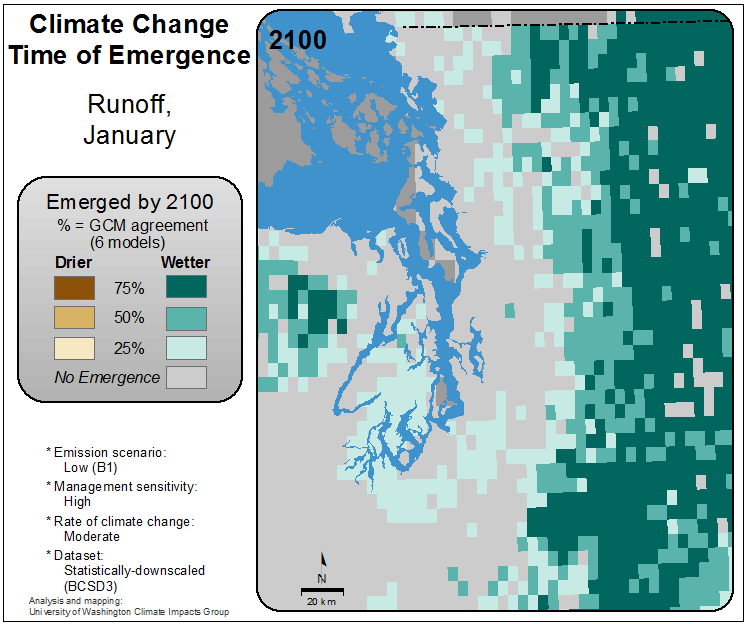 Climate Change
Time of Emergence
Runoff,
January
Emerged by 2100
% = GCM agreement
(6 models)
Drier Wetter
75%
50%
25%
No Emergence
* Emission scenario:
Low (B1)
* Management sensitivity:
High
* Rate of climate change:
Moderate
* Dataset:
Statistically-downscaled
(BCSD3)
Analysis and mapping:
University of Washington Climate Impacts Group
2100
N
20 km